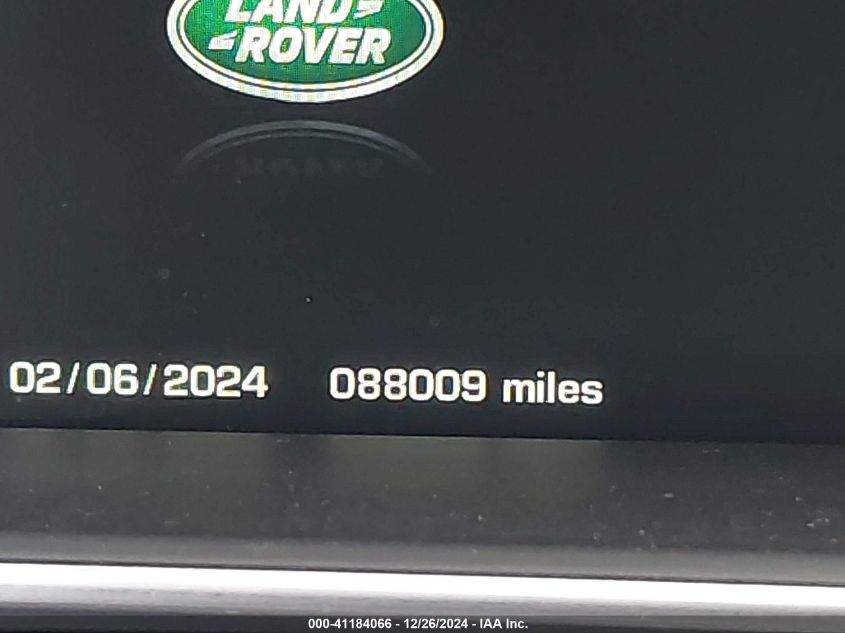 LAND
ROVER
02/06/2024 088009 miles
000-41184066 - 12/26/2024 - IAA Inc.